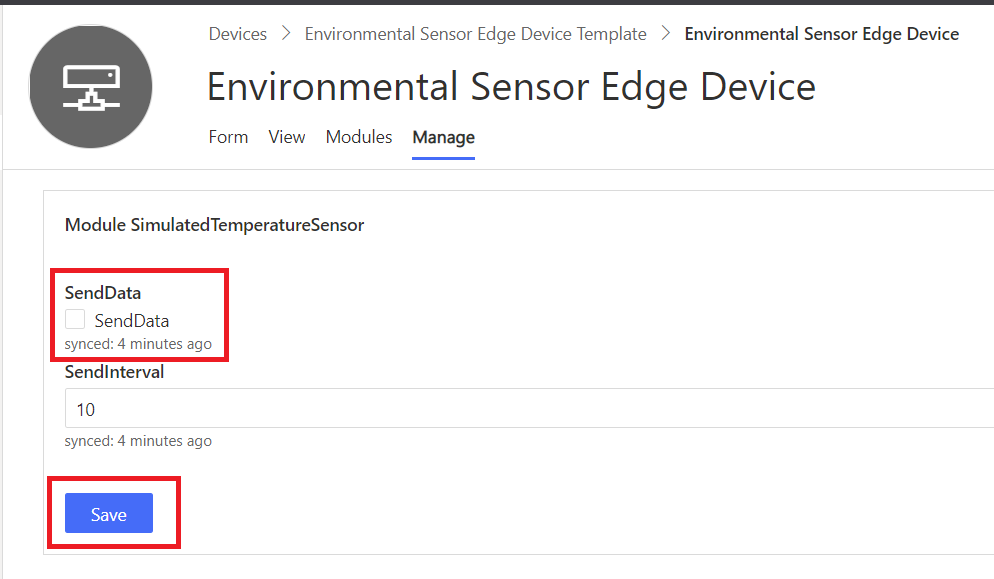 Devices > Environmental Sensor Edge Device Template > Environmental Sensor Edge Device
Environmental Sensor Edge Device
Form View Modules Manage
Module SimulatedTemperatureSensor
SendData
SendData
synced: 4 minutes ago
SendInterval
10
synced: 4 minutes ago
Save